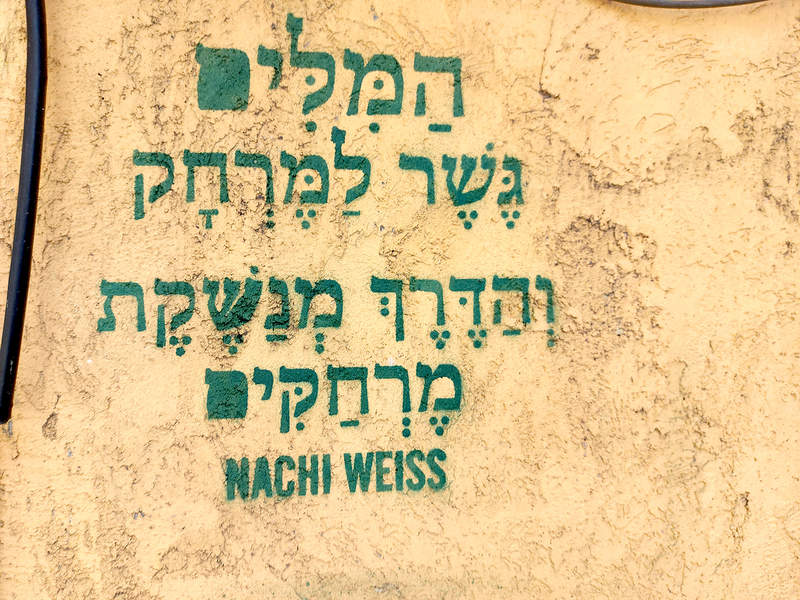 הַמִּלִּים
גֶּשֶׁר לַמֶּרְחָק
וְהַדֶּרֶךְ מְנַשֶּׁקֶת
מֶרְחַקִּים
NACHI WEISS